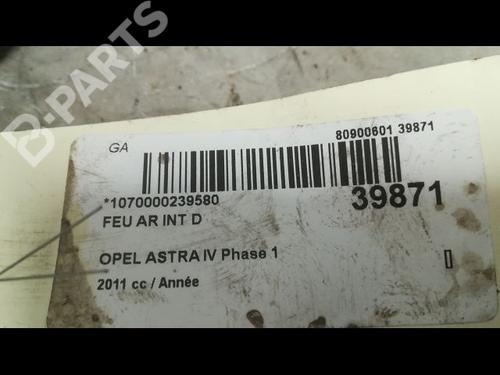 B-PARTS
GA
80900601 39871
*1070000239580
39871
FEU AR INT D
OPEL ASTRA IV Phase 1
2011 cc / Année